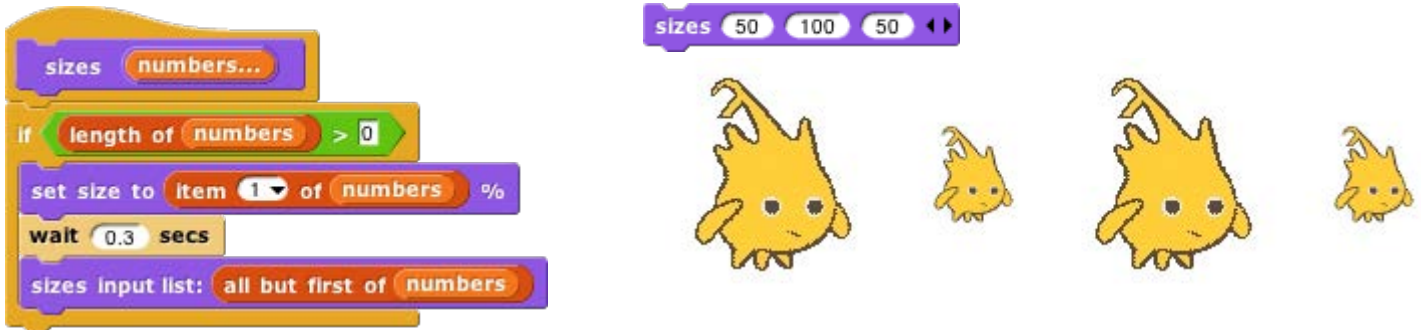 sizes numbers...
if length of numbers > 0
set size to item 1 of numbers %
wait 0.3 secs
sizes input list: all but first of numbers
sizes 50 100 50